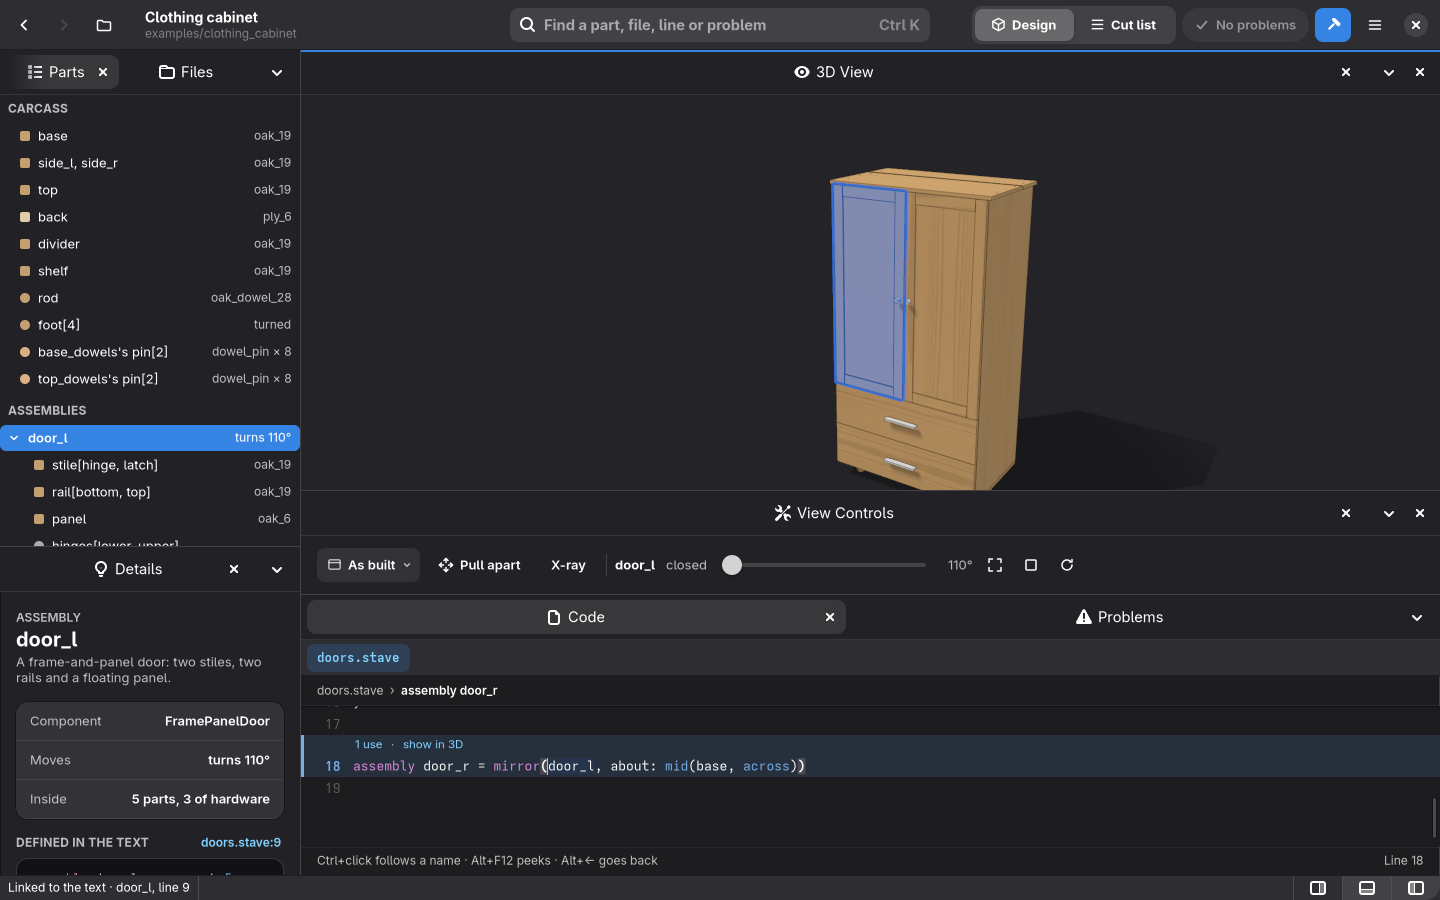 Clothing cabinet
examples/clothing_cabinet
Find a part, file, line or problem
Ctrl K
Design
Cut list
No problems
Parts
Files
3D View
CARCASS
base oak_19
side_l, side_r oak_19
top oak_19
back ply_6
divider oak_19
shelf oak_19
rod oak_dowel_28
foot[4] turned
base_dowels's pin[2] dowel_pin × 8
top_dowels's pin[2] dowel_pin × 8
ASSEMBLIES
door_l turns 110°
stile[hinge, latch] oak_19
rail[bottom, top] oak_19
panel oak_6
hinges[lower, upper]
Details
ASSEMBLY
door_l
A frame-and-panel door: two stiles, two
rails and a floating panel.
Component FramePanelDoor
Moves turns 110°
Inside 5 parts, 3 of hardware
DEFINED IN THE TEXT doors.stave:9
View Controls
As built
Pull apart
X-ray
door_l closed
110°
Code
Problems
doors.stave
doors.stave › assembly door_r
17
1 use · show in 3D
18 assembly door_r = mirror(door_l, about: mid(base, across))
19
Ctrl+click follows a name · Alt+F12 peeks · Alt+← goes back
Line 18
Linked to the text · door_l, line 9